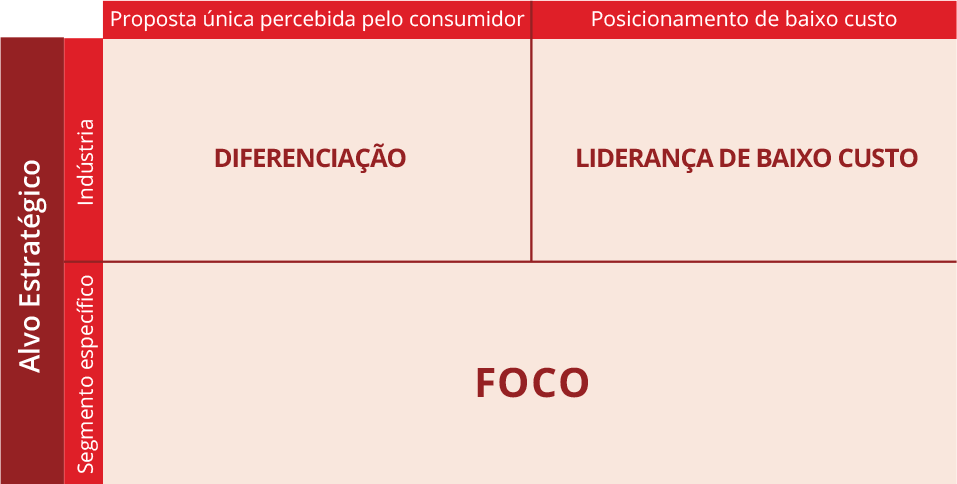 Proposta única percebida pelo consumidor
Posicionamento de baixo custo
Alvo Estratégico
Indústria
DIFERENCIAÇÃO
LIDERANÇA DE BAIXO CUSTO
Segmento específico
FOCO